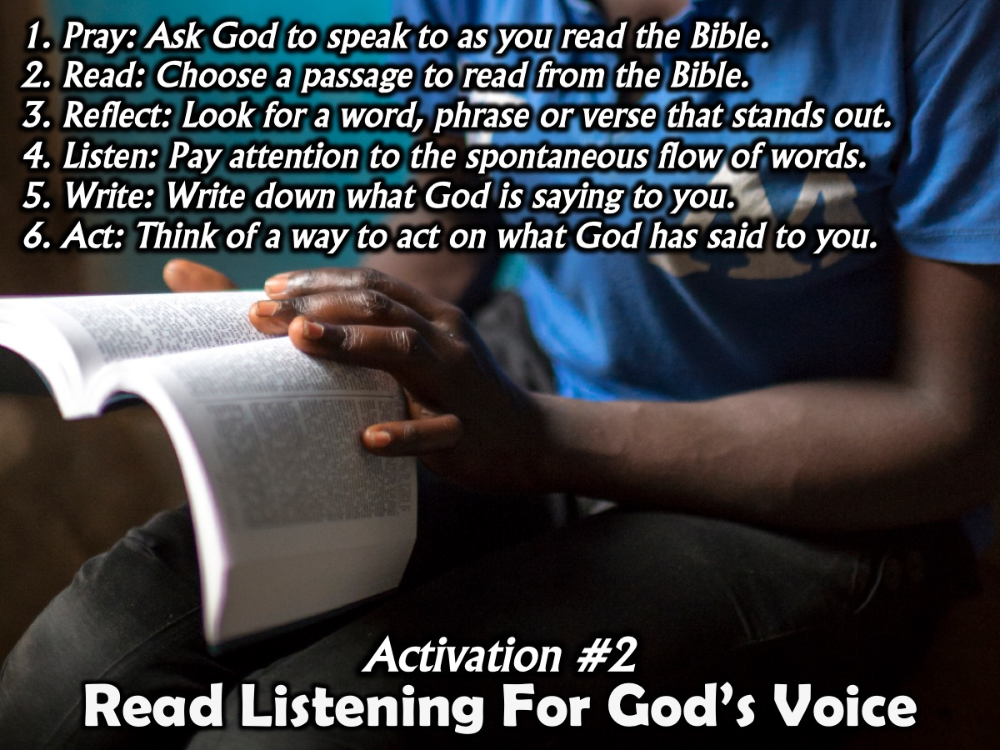 1. Pray: Ask God to speak to as you read the Bible.
2. Read: Choose a passage to read from the Bible.
3. Reflect: Look for a word, phrase or verse that stands out.
4. Listen: Pay attention to the spontaneous flow of words.
5. Write: Write down what God is saying to you.
6. Act: Think of a way to act on what God has said to you.
Activation #2
Read Listening For God’s Voice